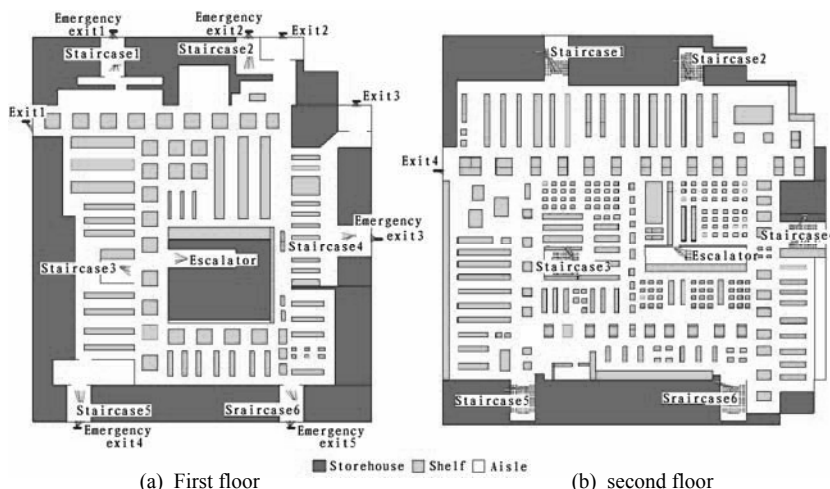 Emergency
exit1
Emergency
exit2
Exit2
Staircase1
Staircase2
Exit3
Exit1
Emergency
exit3
Staircase4
Staircase3
Escalator
Staircase5
Sraircase6
Emergency
exit4
Emergency
exit5
Staircase1
Staircase2
Exit4
Staircase
Staircase3
Escalator
Staircase5
Sraircase6
Storehouse Shelf Aisle
(a) First floor
(b) second floor